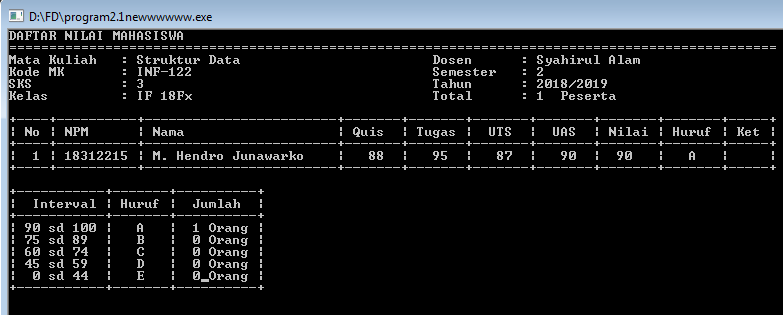 D:\FD\program2.1newwwwwww.exe
DAFTAR NILAI MAHASISWA
Mata Kuliah : Struktur Data Dosen : Syahirul Alam
Kode MK : INF-122 Semester : 2
SKS : 3 Tahun : 2018/2019
Kelas : IF 18Fx Total : 1 Peserta
No | NPM | Nama | Quis | Tugas | UTS | UAS | Nilai | Huruf | Ket
1 | 18312215 | M. Hendro Junawarko | 88 | 95 | 87 | 90 | 90 | A |
Interval | Huruf | Jumlah
90 sd 100 | A | 1 Orang
75 sd 89 | B | 0 Orang
60 sd 74 | C | 0 Orang
45 sd 59 | D | 0 Orang
0 sd 44 | E | 0_Orang